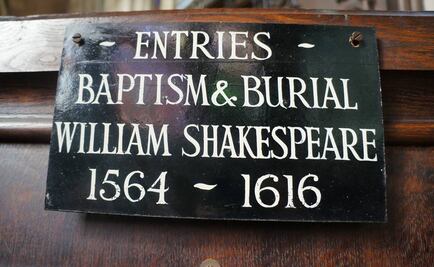 - ENTRIES -
BAPTISM & BURIAL
WILLIAM SHAKESPEARE
1564 ~ 1616